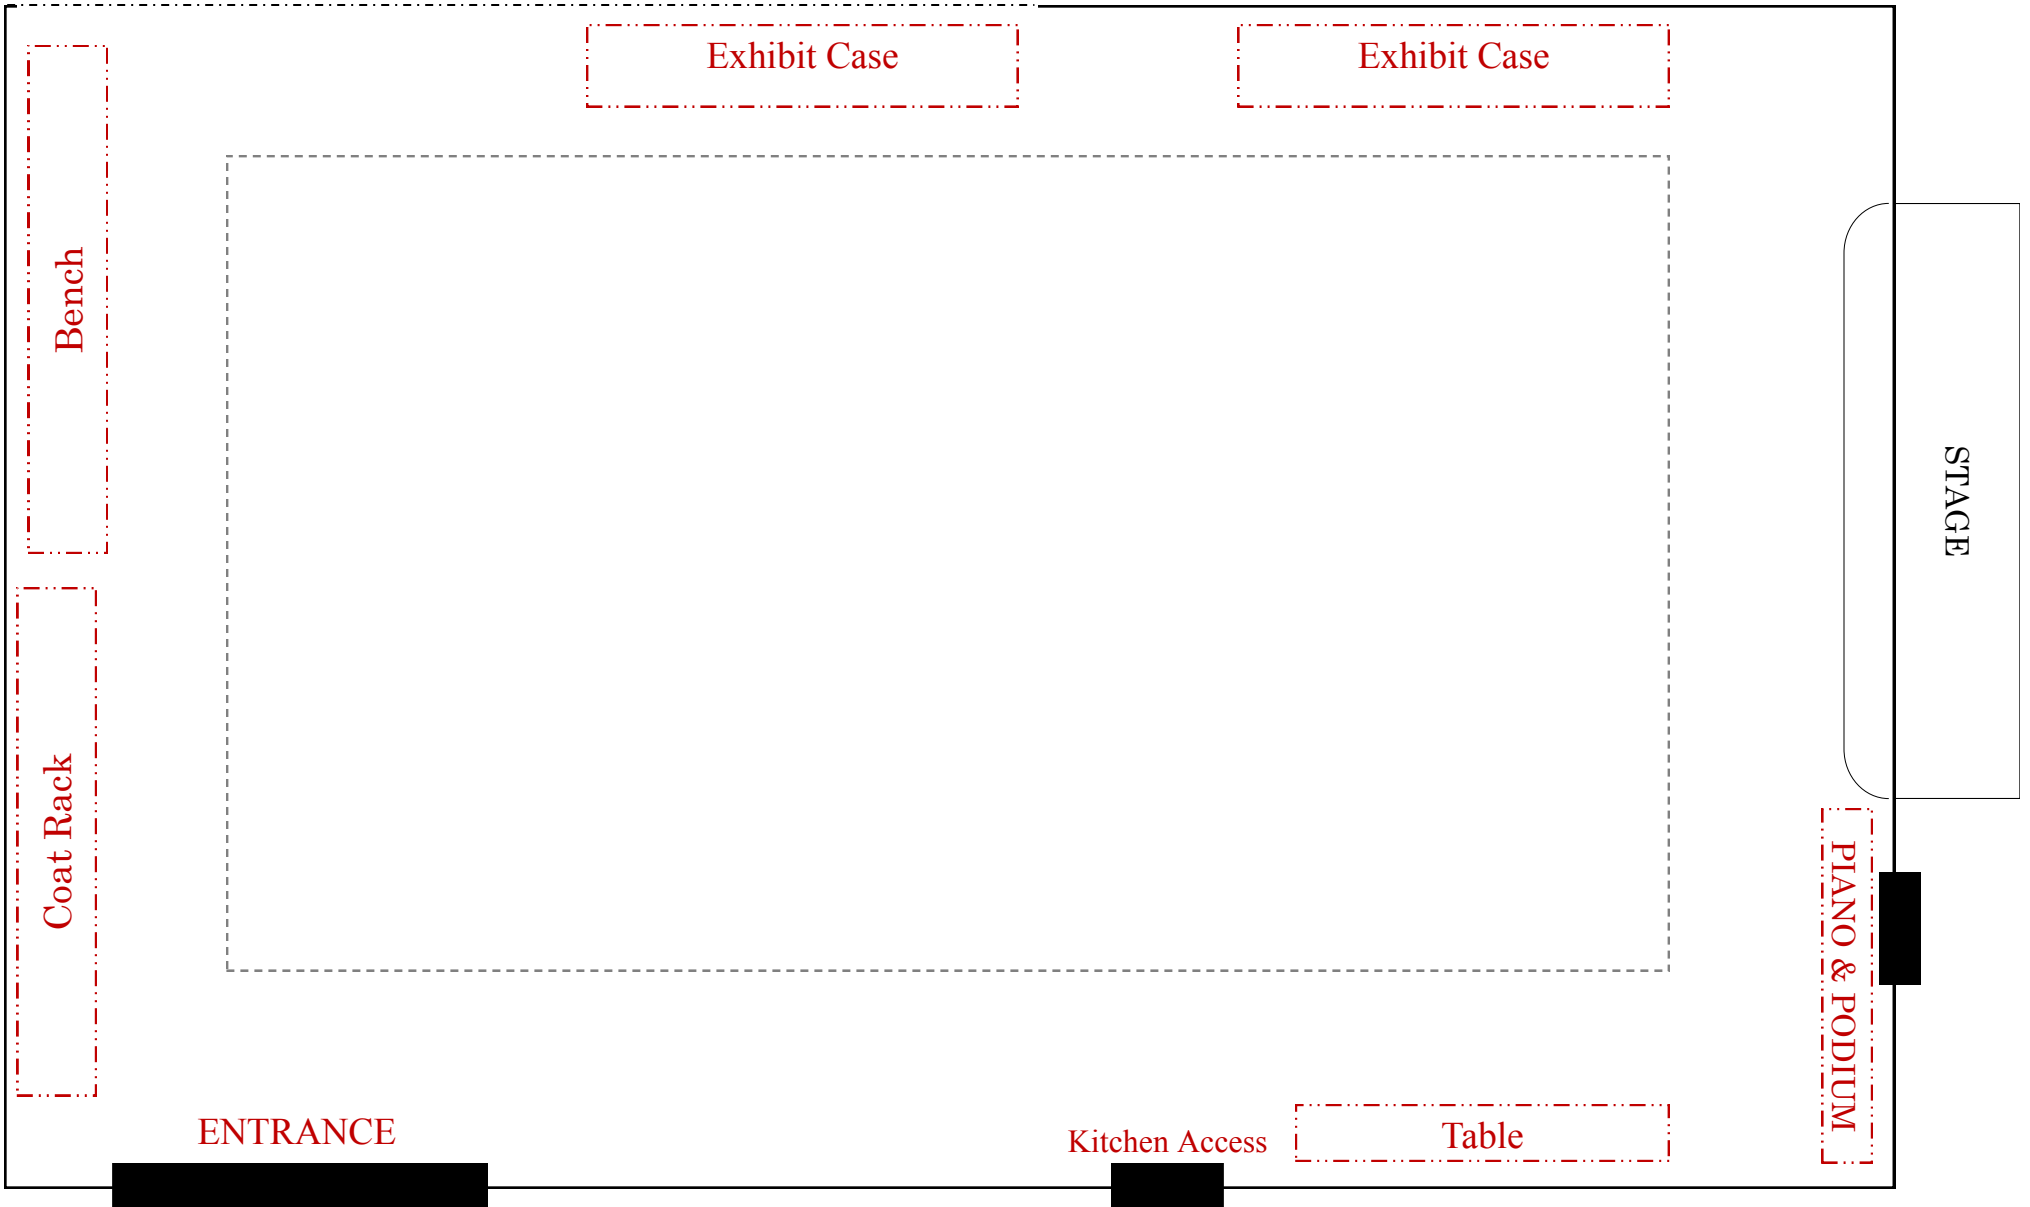 Exhibit Case
Exhibit Case
Bench
STAGE
Coat Rack
PIANO & PODIUM
ENTRANCE
Kitchen Access
Table